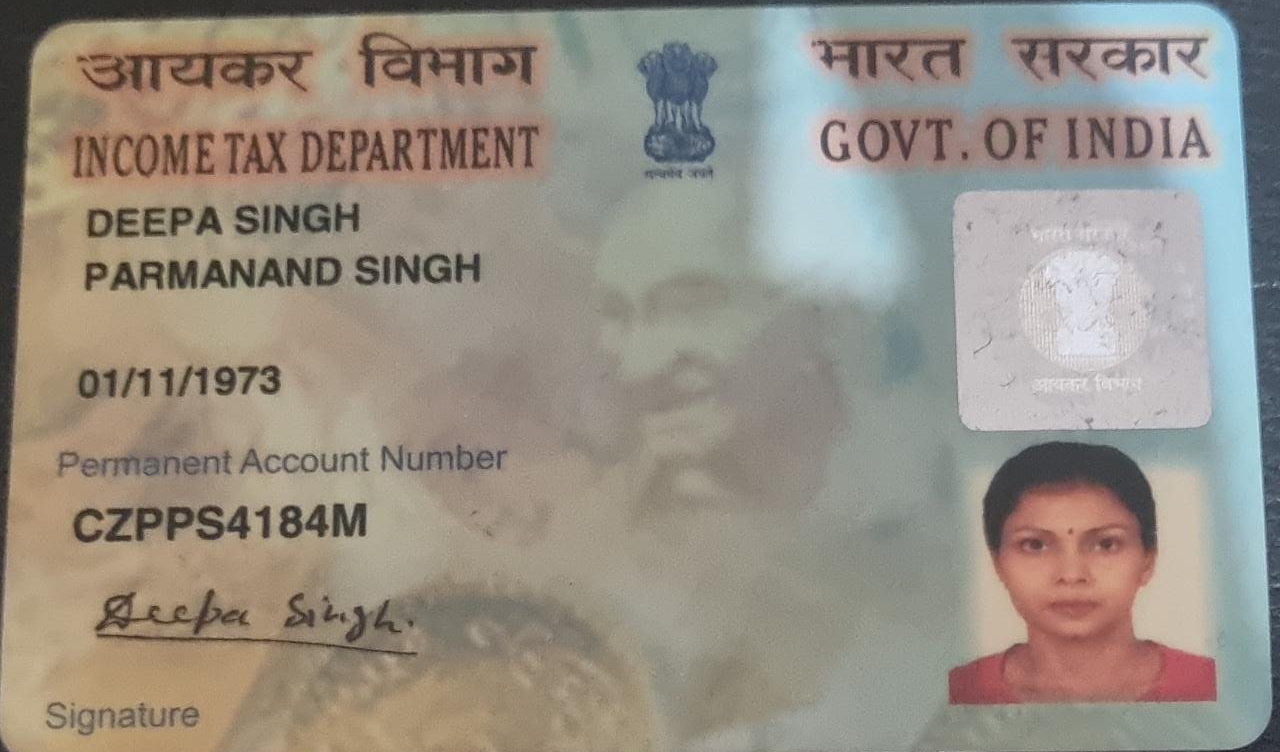 आयकर विभाग
भारत सरकार
INCOME TAX DEPARTMENT
GOVT. OF INDIA
DEEPA SINGH
PARMANAND SINGH
01/11/1973
Permanent Account Number
CZPPS4184M
Deepa Singh.
Signature
सत्यमेव जयते
भारत सरकार
आयकर विभाग